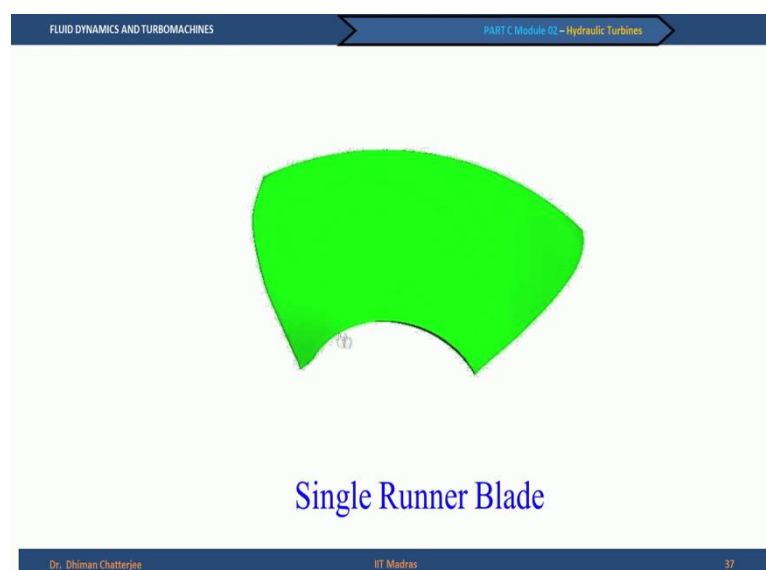 FLUID DYNAMICS AND TURBOMACHINES
PART C Module 02 – Hydraulic Turbines
Single Runner Blade
Dr. Dhiman Chatterjee
IIT Madras
37